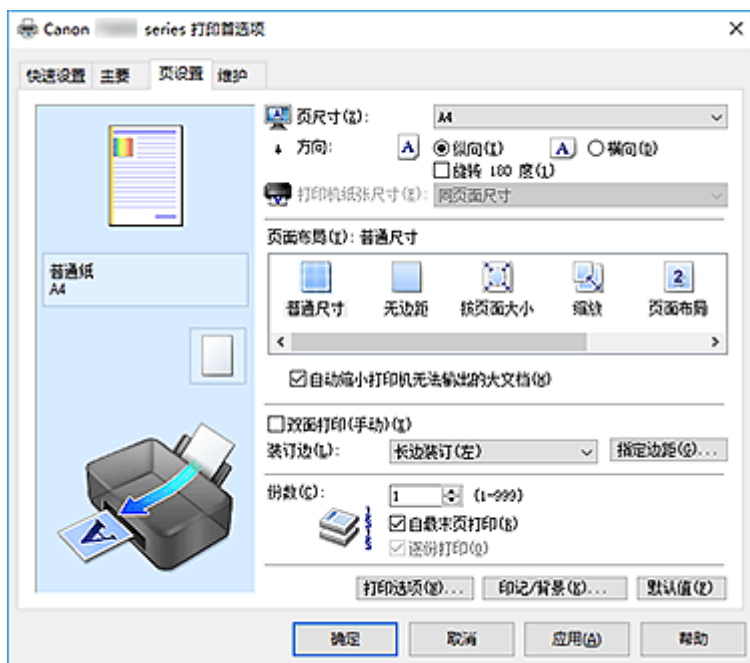 Canon series 打印首选项
快速设置 主要 页设置 维护
页尺寸(Z): A4
方向: A 纵向(I) A 横向(D)
旋转 180 度(1)
打印机纸张尺寸(E): 同页面尺寸
页面布局(T): 普通尺寸
普通纸
A4
2
普通尺寸 无边距 按页面大小 缩放 页面布局
自动缩小打印机无法输出的大文档(W)
双面打印(手动)(X)
装订边(L): 长边装订(左) 指定边距(G)...
份数(C): 1 (1-999)
自最末页打印(R)
逐份打印(O)
打印选项(N)... 印记/背景(K)... 默认值(F)
确定 取消 应用(A) 帮助